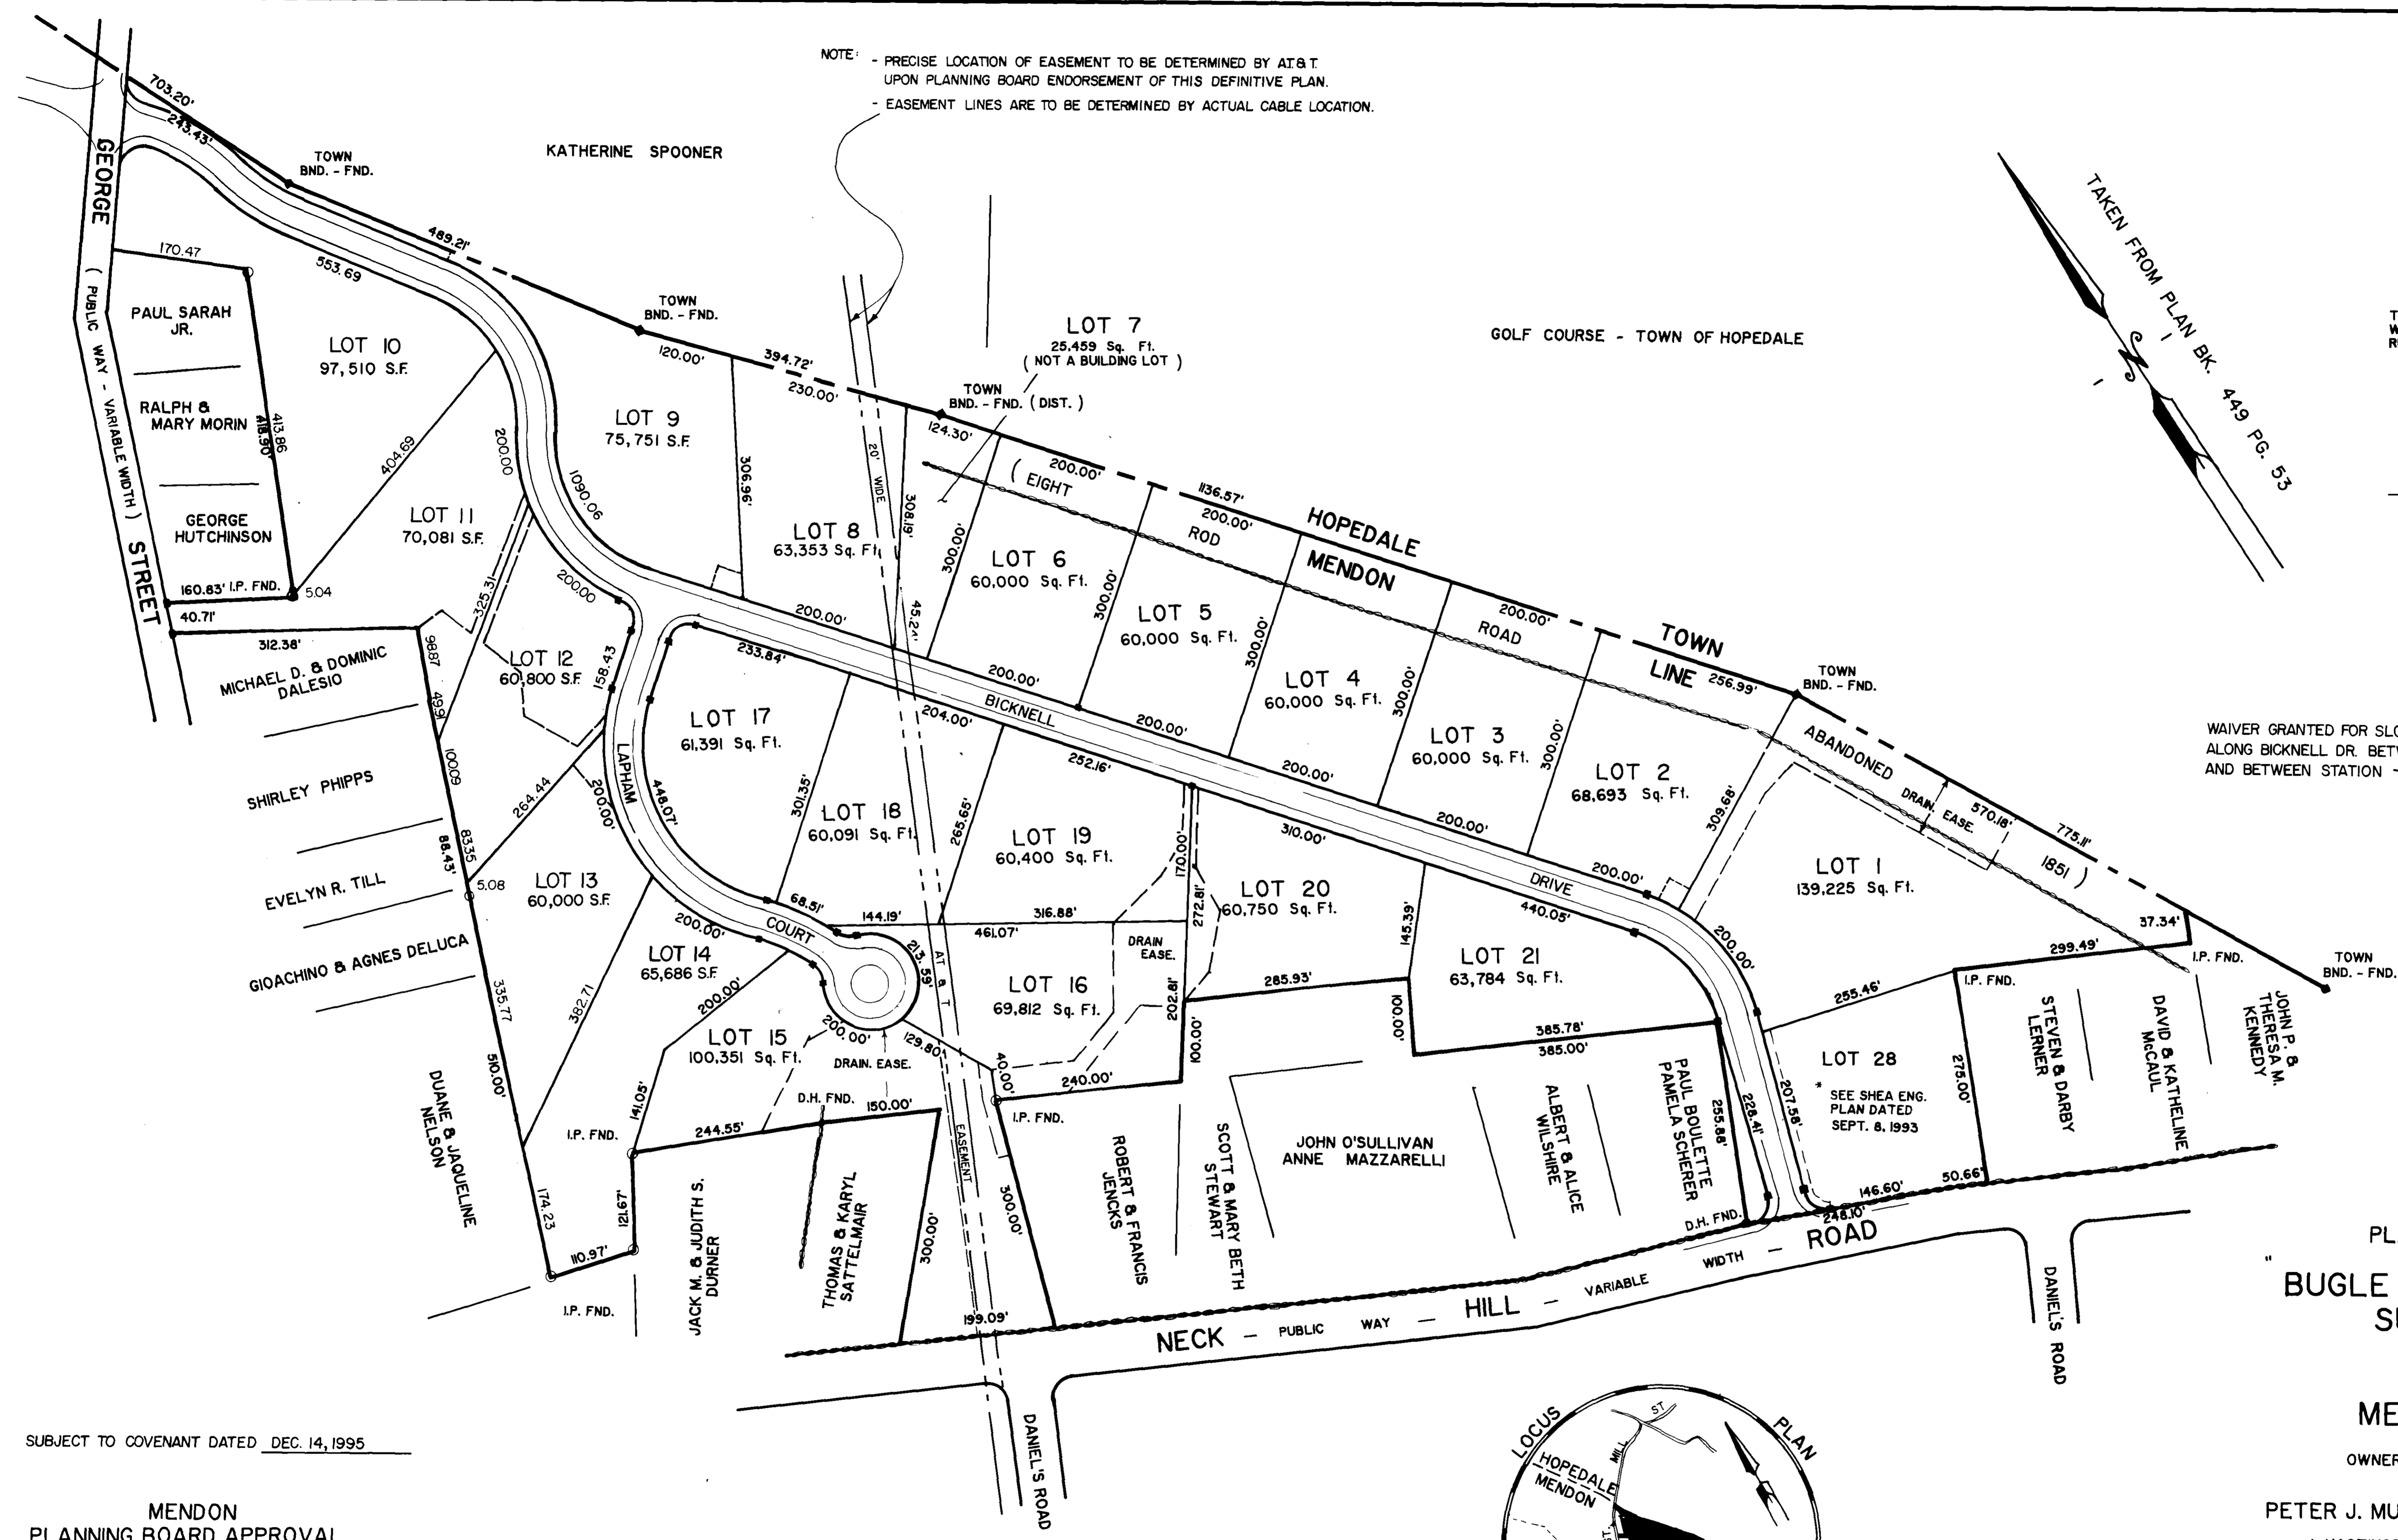 NOTE: - PRECISE LOCATION OF EASEMENT TO BE DETERMINED BY AT&T.
UPON PLANNING BOARD ENDORSEMENT OF THIS DEFINITIVE PLAN.
- EASEMENT LINES ARE TO BE DETERMINED BY ACTUAL CABLE LOCATION.
703.20'
243.43'
TOWN
BND. - FND.
KATHERINE SPOONER
GEORGE
( PUBLIC WAY - VARIABLE WIDTH )
STREET
170.47
553.69
489.21'
TOWN
BND. - FND.
120.00'
394.72'
230.00'
LOT 7
25,459 Sq. Ft.
( NOT A BUILDING LOT )
TOWN
BND. - FND. ( DIST. )
124.30'
GOLF COURSE - TOWN OF HOPEDALE
TAKEN FROM PLAN BK. 449 PG. 53
PAUL SARAH
JR.
RALPH &
MARY MORIN
GEORGE
HUTCHINSON
413.86
418.90'
160.83' I.P. FND.
5.04
40.71'
312.38'
LOT 10
97,510 S.F.
404.69
200.00
1090.06
LOT 9
75,751 S.F.
306.96'
LOT 8
63,353 Sq. Ft.
20' WIDE
308.19'
45.24'
300.00'
LOT 11
70,081 S.F.
325.31
200.00
LOT 6
60,000 Sq. Ft.
200.00'
( EIGHT
ROD
ROAD
ABANDONED
1851 )
1136.57'
200.00'
HOPEDALE
MENDON
TOWN
LINE
300.00'
LOT 5
60,000 Sq. Ft.
300.00'
LOT 4
60,000 Sq. Ft.
300.00'
LOT 3
60,000 Sq. Ft.
200.00'
300.00'
LOT 2
68,693 Sq. Ft.
256.99'
TOWN
BND. - FND.
309.68'
DRAIN.
EASE.
570.18'
775.11'
LOT 1
139,225 Sq. Ft.
37.34'
299.49'
I.P. FND.
TOWN
BND. - FND.
WAIVER GRANTED FOR
ALONG BICKNELL DR.
AND BETWEEN STATION
200.00'
200.00'
BICKNELL
200.00'
200.00'
200.00'
200.00'
DRIVE
200.00'
233.84'
204.00'
252.16'
310.00'
440.05'
MICHAEL D. & DOMINIC
DALESIO
98.87
49.91
100.09
83.35
88.43'
5.08
SHIRLEY PHIPPS
EVELYN R. TILL
GIOACHINO & AGNES DELUCA
335.77
510.00'
174.23
LOT 12
60,800 S.F.
158.43
264.44
LAPHAM
COURT
200.00'
448.07'
LOT 17
61,391 Sq. Ft.
301.35'
LOT 18
60,091 Sq. Ft.
265.65'
LOT 19
60,400 Sq. Ft.
170.00'
272.81'
LOT 20
60,750 Sq. Ft.
145.39'
LOT 21
63,784 Sq. Ft.
LOT 13
60,000 S.F.
382.71
200.00'
68.51'
144.19'
316.88'
461.07'
213.59'
AT & T
EASEMENT
DRAIN
EASE.
LOT 14
65,686 S.F.
200.00'
LOT 16
69,812 Sq. Ft.
202.81'
100.00'
285.93'
100.00'
385.78'
385.00'
LOT 15
100,351 Sq. Ft.
200.00'
129.80'
DRAIN. EASE.
40.00'
240.00'
I.P. FND.
141.05'
I.P. FND.
244.55'
D.H. FND.
150.00'
121.67'
110.97'
I.P. FND.
DUANE & JAQUELINE
NELSON
JACK M. & JUDITH S.
DURNER
THOMAS & KARYL
SATTELMAIR
300.00'
199.09'
300.00'
ROBERT & FRANCIS
JENCKS
SCOTT & MARY BETH
STEWART
JOHN O'SULLIVAN
ANNE MAZZARELLI
ALBERT & ALICE
WILSHIRE
PAUL BOULETTE
PAMELA SCHERER
255.88'
228.41'
207.58'
200.00'
255.46'
I.P. FND.
LOT 28
* SEE SHEA ENG.
PLAN DATED
SEPT. 8, 1993
275.00'
146.60'
50.66'
248.10'
D.H. FND.
STEVEN & DARBY
LERNER
DAVID & KATHELINE
McCAUL
JOHN P. &
THERESA M.
KENNEDY
NECK - PUBLIC WAY - HILL - VARIABLE WIDTH - ROAD
DANIEL'S ROAD
DANIEL'S ROAD
"
BUGLE
OWNER
PETER J.
SUBJECT TO COVENANT DATED DEC. 14, 1995
MENDON
PLANNING BOARD APPROVAL
LOCUS PLAN
HOPEDALE
MENDON
MILL
ST
ST